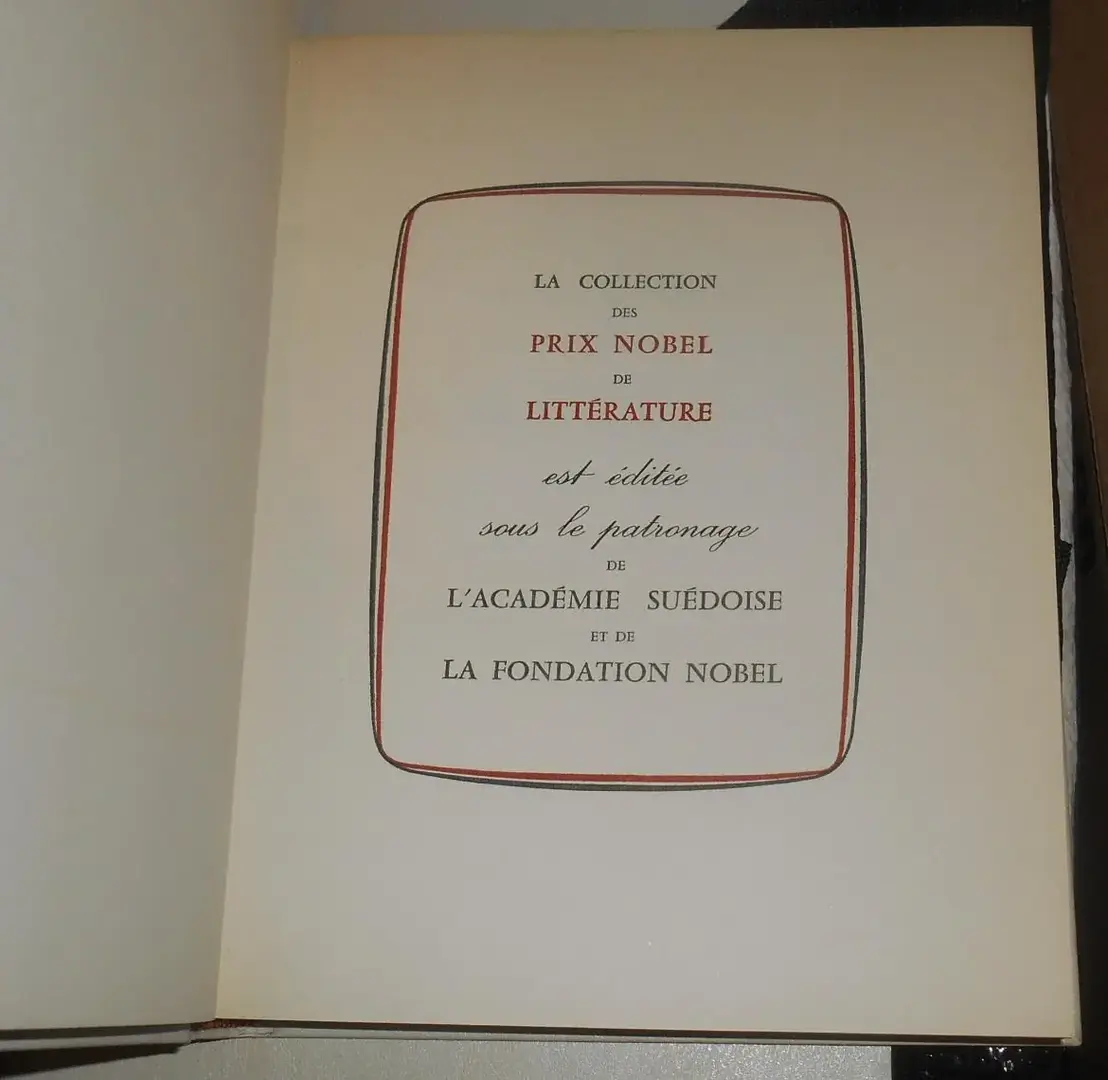 LA COLLECTION
DES
PRIX NOBEL
DE
LITTÉRATURE
est éditée
sous le patronage
DE
L'ACADÉMIE SUÉDOISE
ET DE
LA FONDATION NOBEL